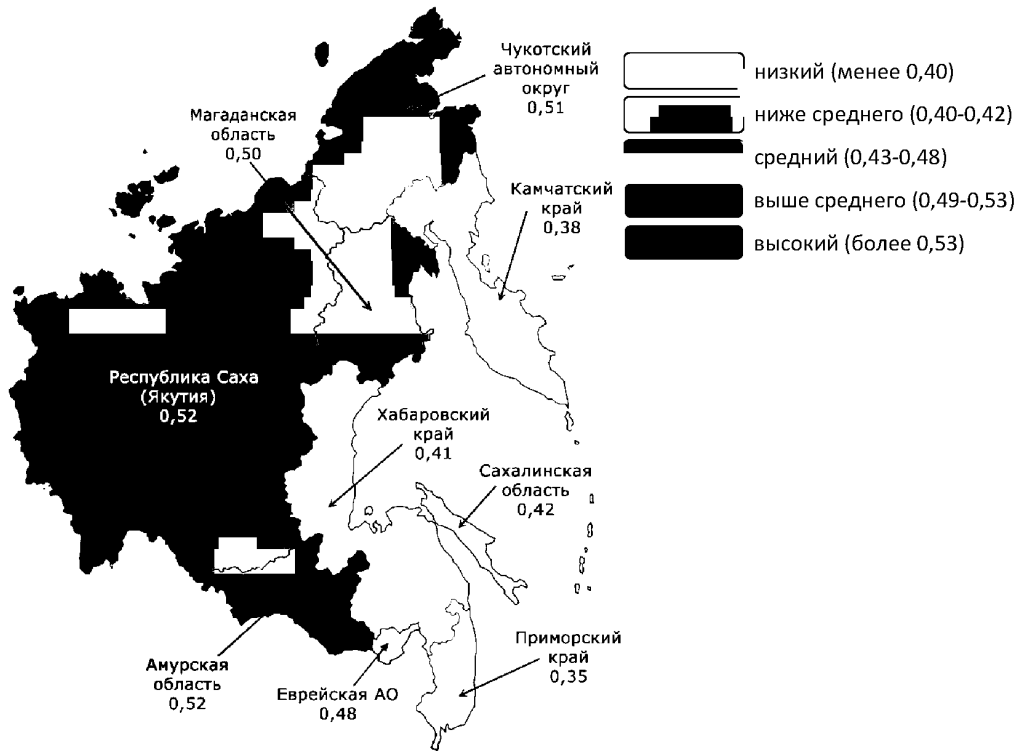 Чукотский
автономный
округ
0,51
Магаданская
область
0,50
Камчатский
край
0,38
Республика Саха
(Якутия)
0,52
Хабаровский
край
0,41
Сахалинская
область
0,42
Приморский
край
0,35
Амурская
область
0,52
Еврейская АО
0,48
низкий (менее 0,40)
ниже среднего (0,40-0,42)
средний (0,43-0,48)
выше среднего (0,49-0,53)
высокий (более 0,53)